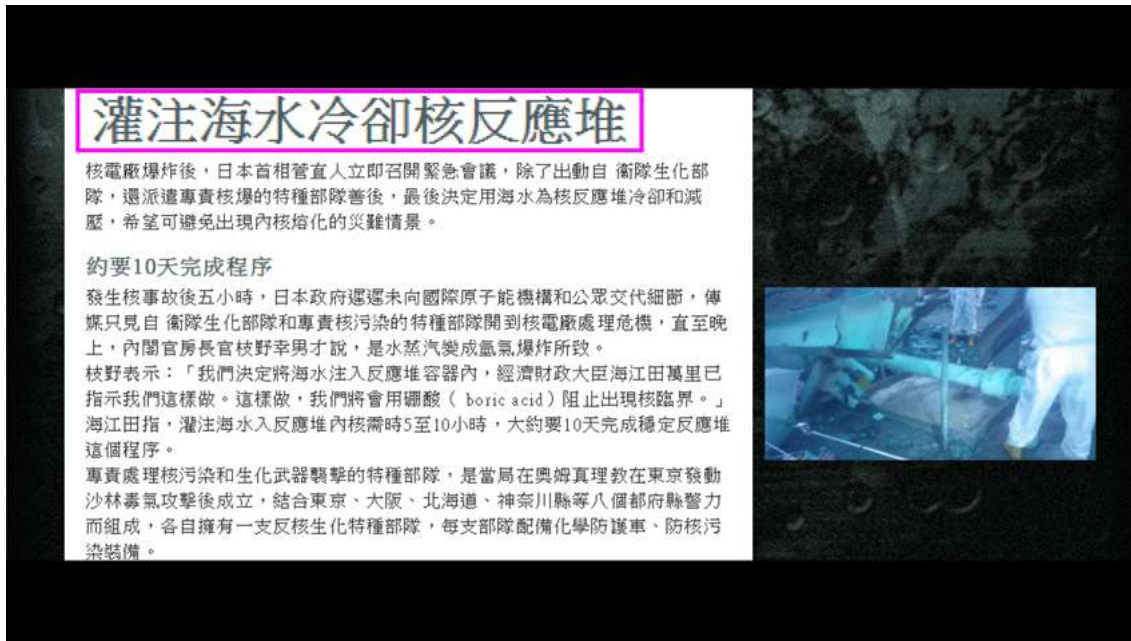 灌注海水冷卻核反應堆
核電廠爆炸後，日本首相菅直人立即召開緊急會議，除了出動自 衞隊生化部
隊，還派遣專責核爆的特種部隊善後，最後決定用海水為核反應堆冷卻和減
壓，希望可避免出現內核熔化的災難情景。
約要10天完成程序
發生核事故後五小時，日本政府遲遲未向國際原子能機構和公眾交代細節，傳
媒只見自 衞隊生化部隊和專責核污染的特種部隊開到核電廠處理危機，直至晚
上，內閣官房長官枝野幸男才說，是水蒸汽變成氫氣爆炸所致。
枝野表示：「我們決定將海水注入反應堆容器內，經濟財政大臣海江田萬里已
指示我們這樣做。這樣做，我們將會用硼酸（ boric acid）阻止出現核臨界。」
海江田指，灌注海水入反應堆內核需時5至10小時，大約要10天完成穩定反應堆
這個程序。
專責處理核污染和生化武器襲擊的特種部隊，是當局在奧姆真理教在東京發動
沙林毒氣攻擊後成立，結合東京、大阪、北海道、神奈川縣等八個都府縣警力
而組成，各自擁有一支反核生化特種部隊，每支部隊配備化學防護車、防核污
染裝備。